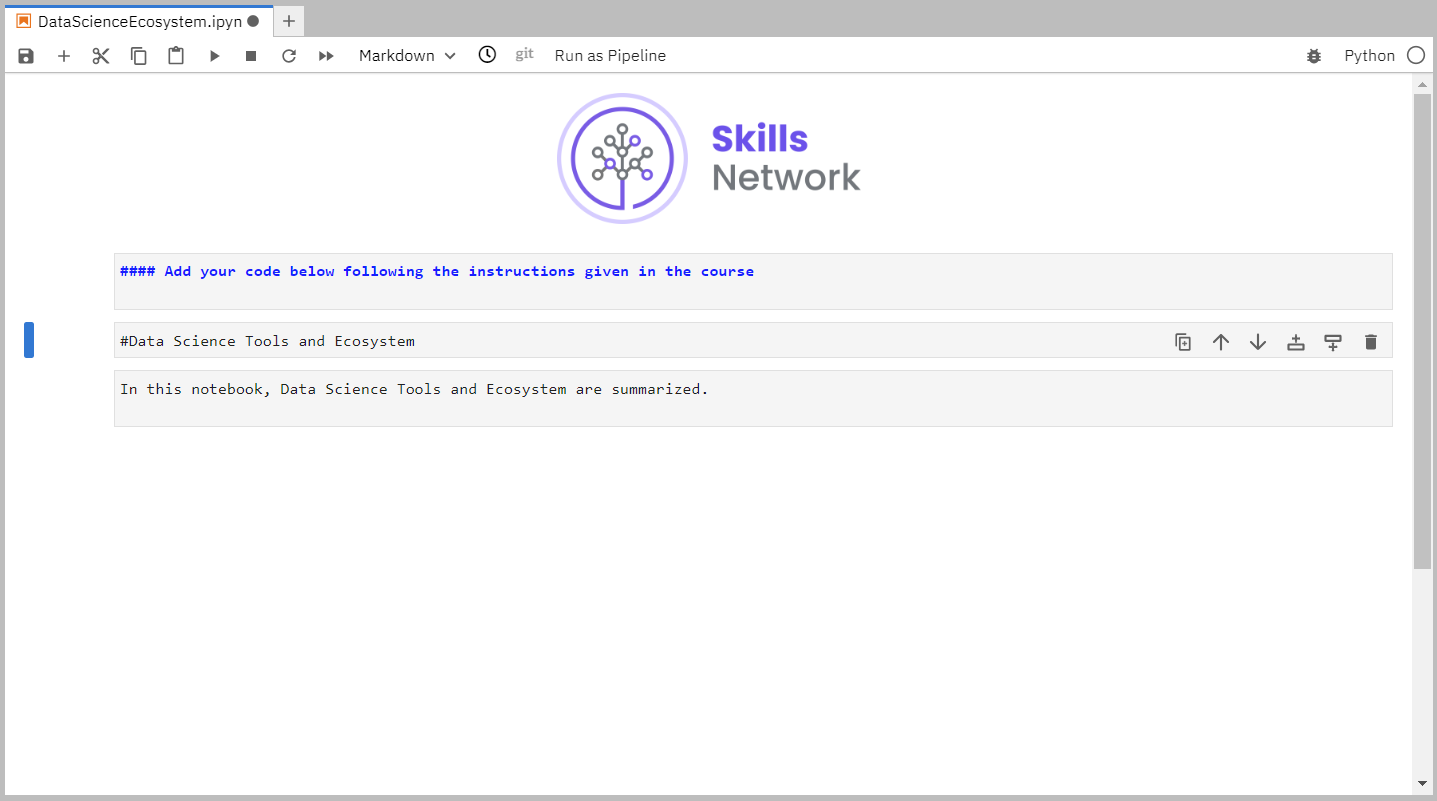 DataScienceEcosystem.ipyn
Markdown
git
Run as Pipeline
Python
Skills
Network
#### Add your code below following the instructions given in the course
#Data Science Tools and Ecosystem
In this notebook, Data Science Tools and Ecosystem are summarized.